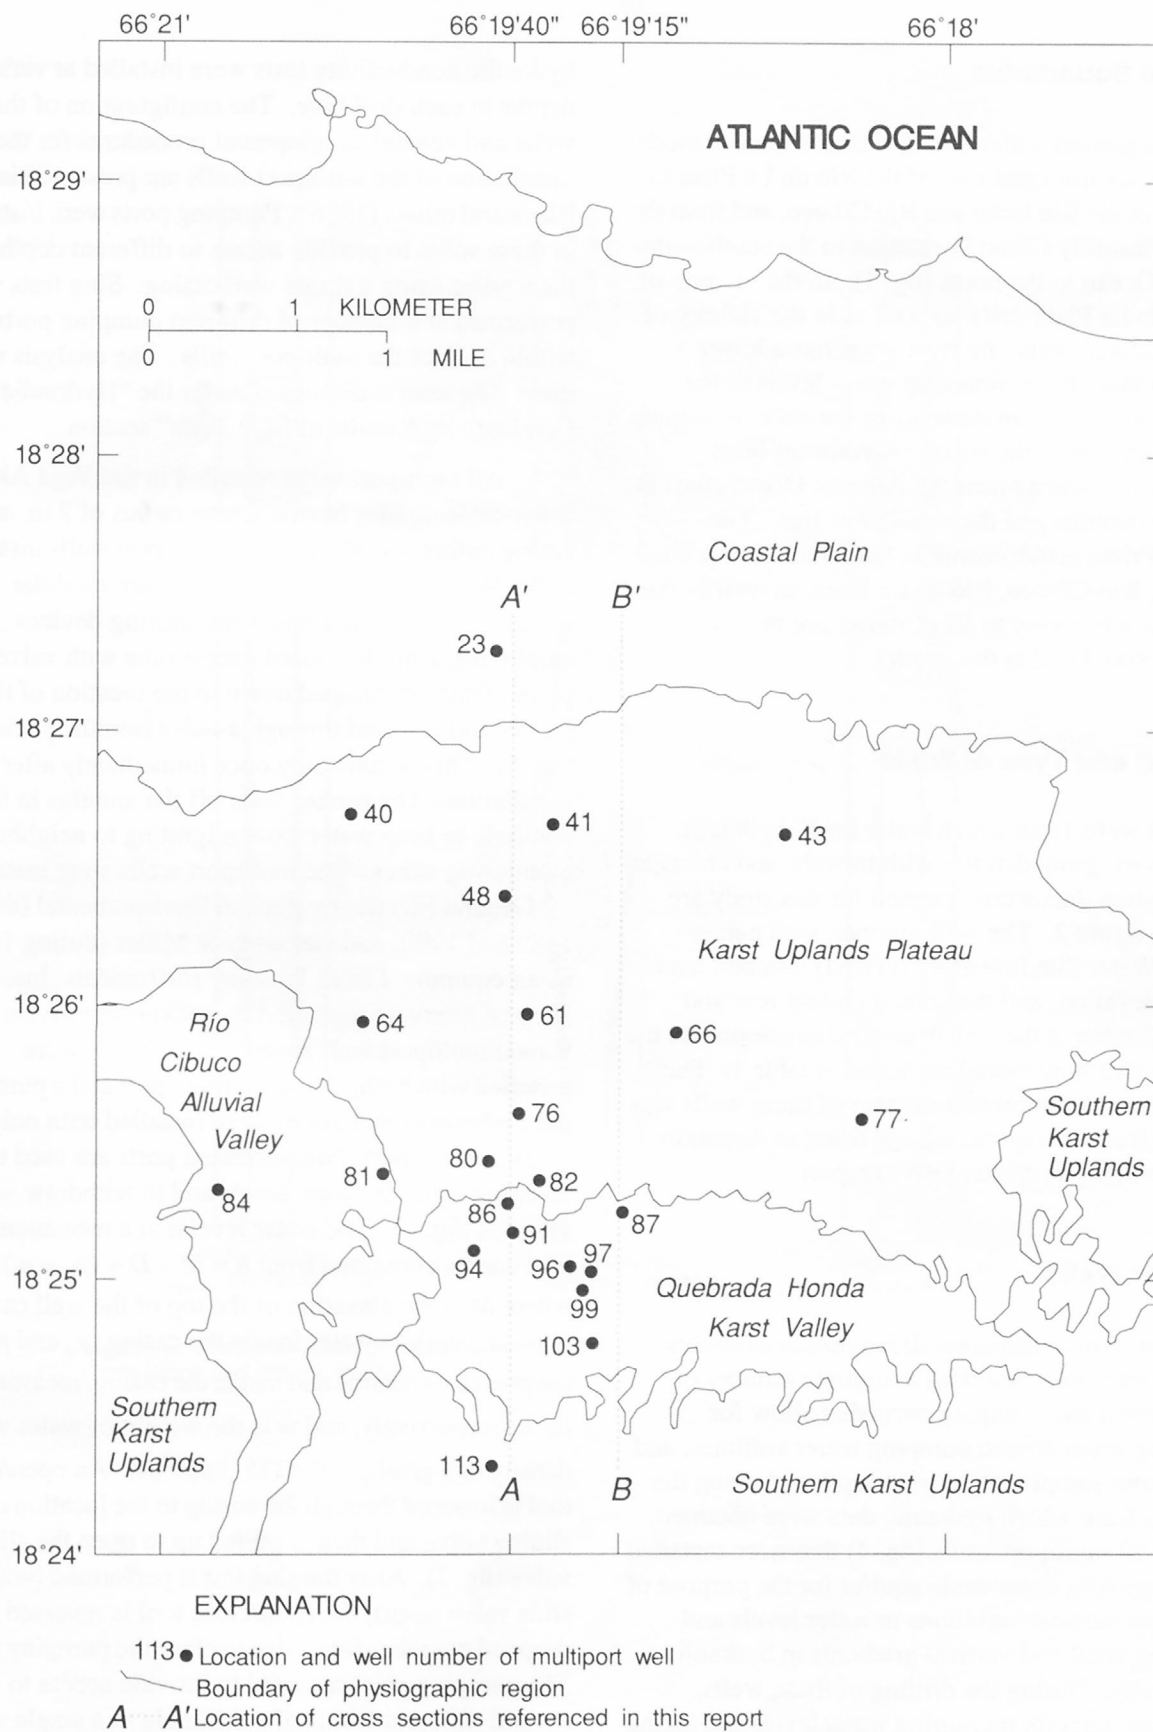 66°21' 66°19'40" 66°19'15" 66°18'
ATLANTIC OCEAN
18°29'
0 1 KILOMETER
0 1 MILE
18°28'
Coastal Plain
A' B'
23
18°27'
40 41 43
48
Karst Uplands Plateau
18°26'
Río
Cibuco
Alluvial
Valley
64 61 66
76 77
Southern
Karst
Uplands
80
81 82
84 86 87
91
94 96 97
18°25'
99
Quebrada Honda
Karst Valley
103
Southern
Karst
Uplands
113
A B
Southern Karst Uplands
18°24'
EXPLANATION
113 Location and well number of multiport well
Boundary of physiographic region
A A' Location of cross sections referenced in this report